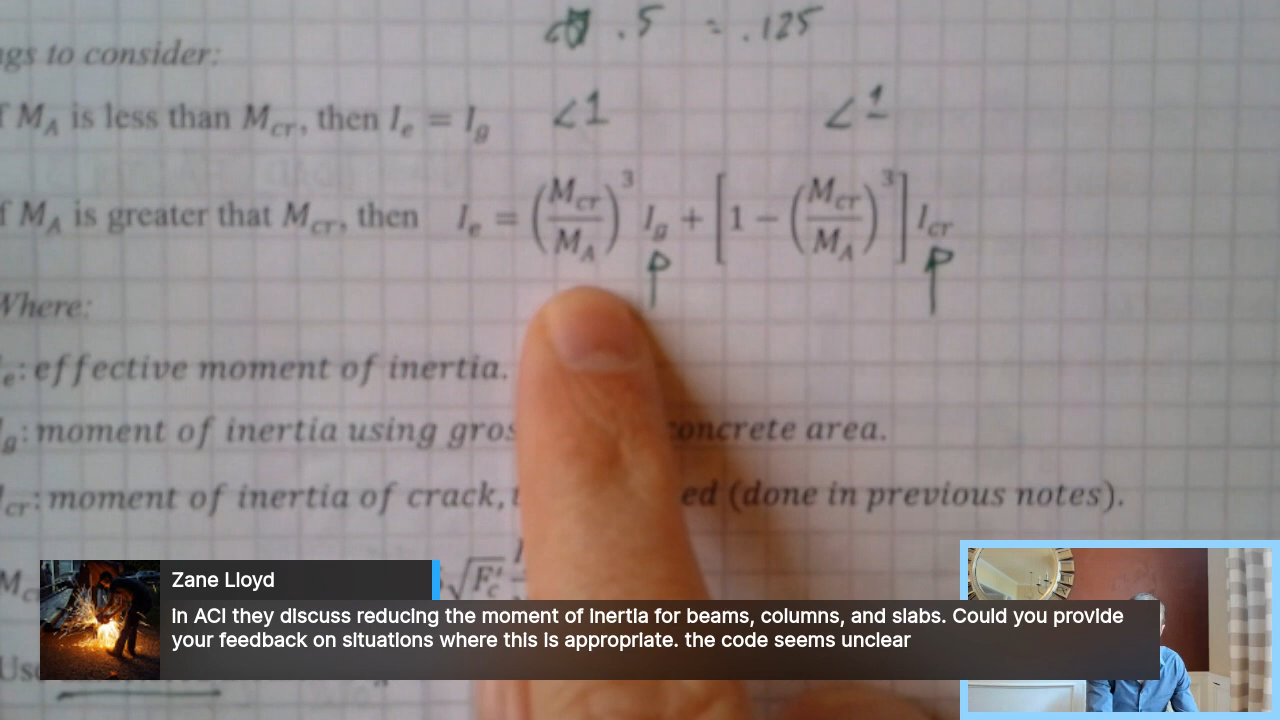 .5 = .125
ngs to consider:
<1 <1
f M_A is less than M_cr, then I_e = I_g
f M_A is greater that M_cr, then I_e = (M_cr/M_A)^3 I_g + [1 − (M_cr/M_A)^3] I_cr
Where:
e: effective moment of inertia.
I_g: moment of inertia using gros concrete area.
I_cr: moment of inertia of crack, ed (done in previous notes).
M √F'_c
Zane Lloyd
In ACI they discuss reducing the moment of inertia for beams, columns, and slabs. Could you provide
your feedback on situations where this is appropriate. the code seems unclear
Us